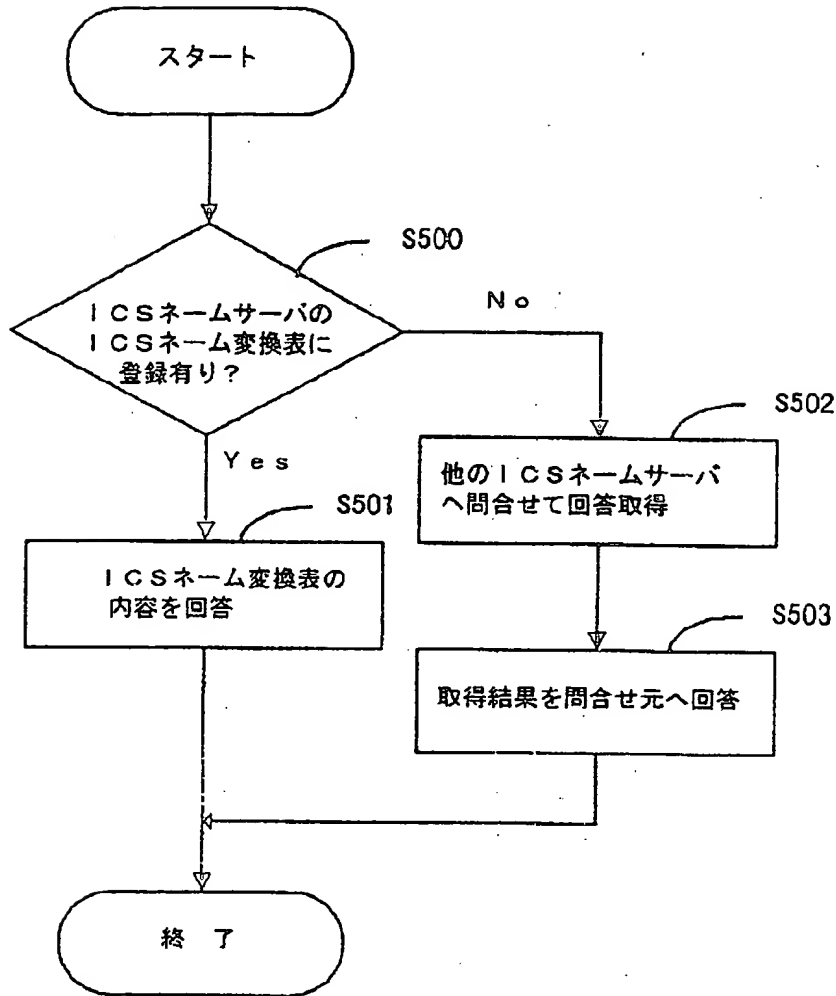 スタート
S500
ICSネームサーバの
ICSネーム変換表に
登録有り?
No
Yes
S502
他のICSネームサーバ
へ問合せて回答取得
S501
ICSネーム変換表の
内容を回答
S503
取得結果を問合せ元へ回答
終 了